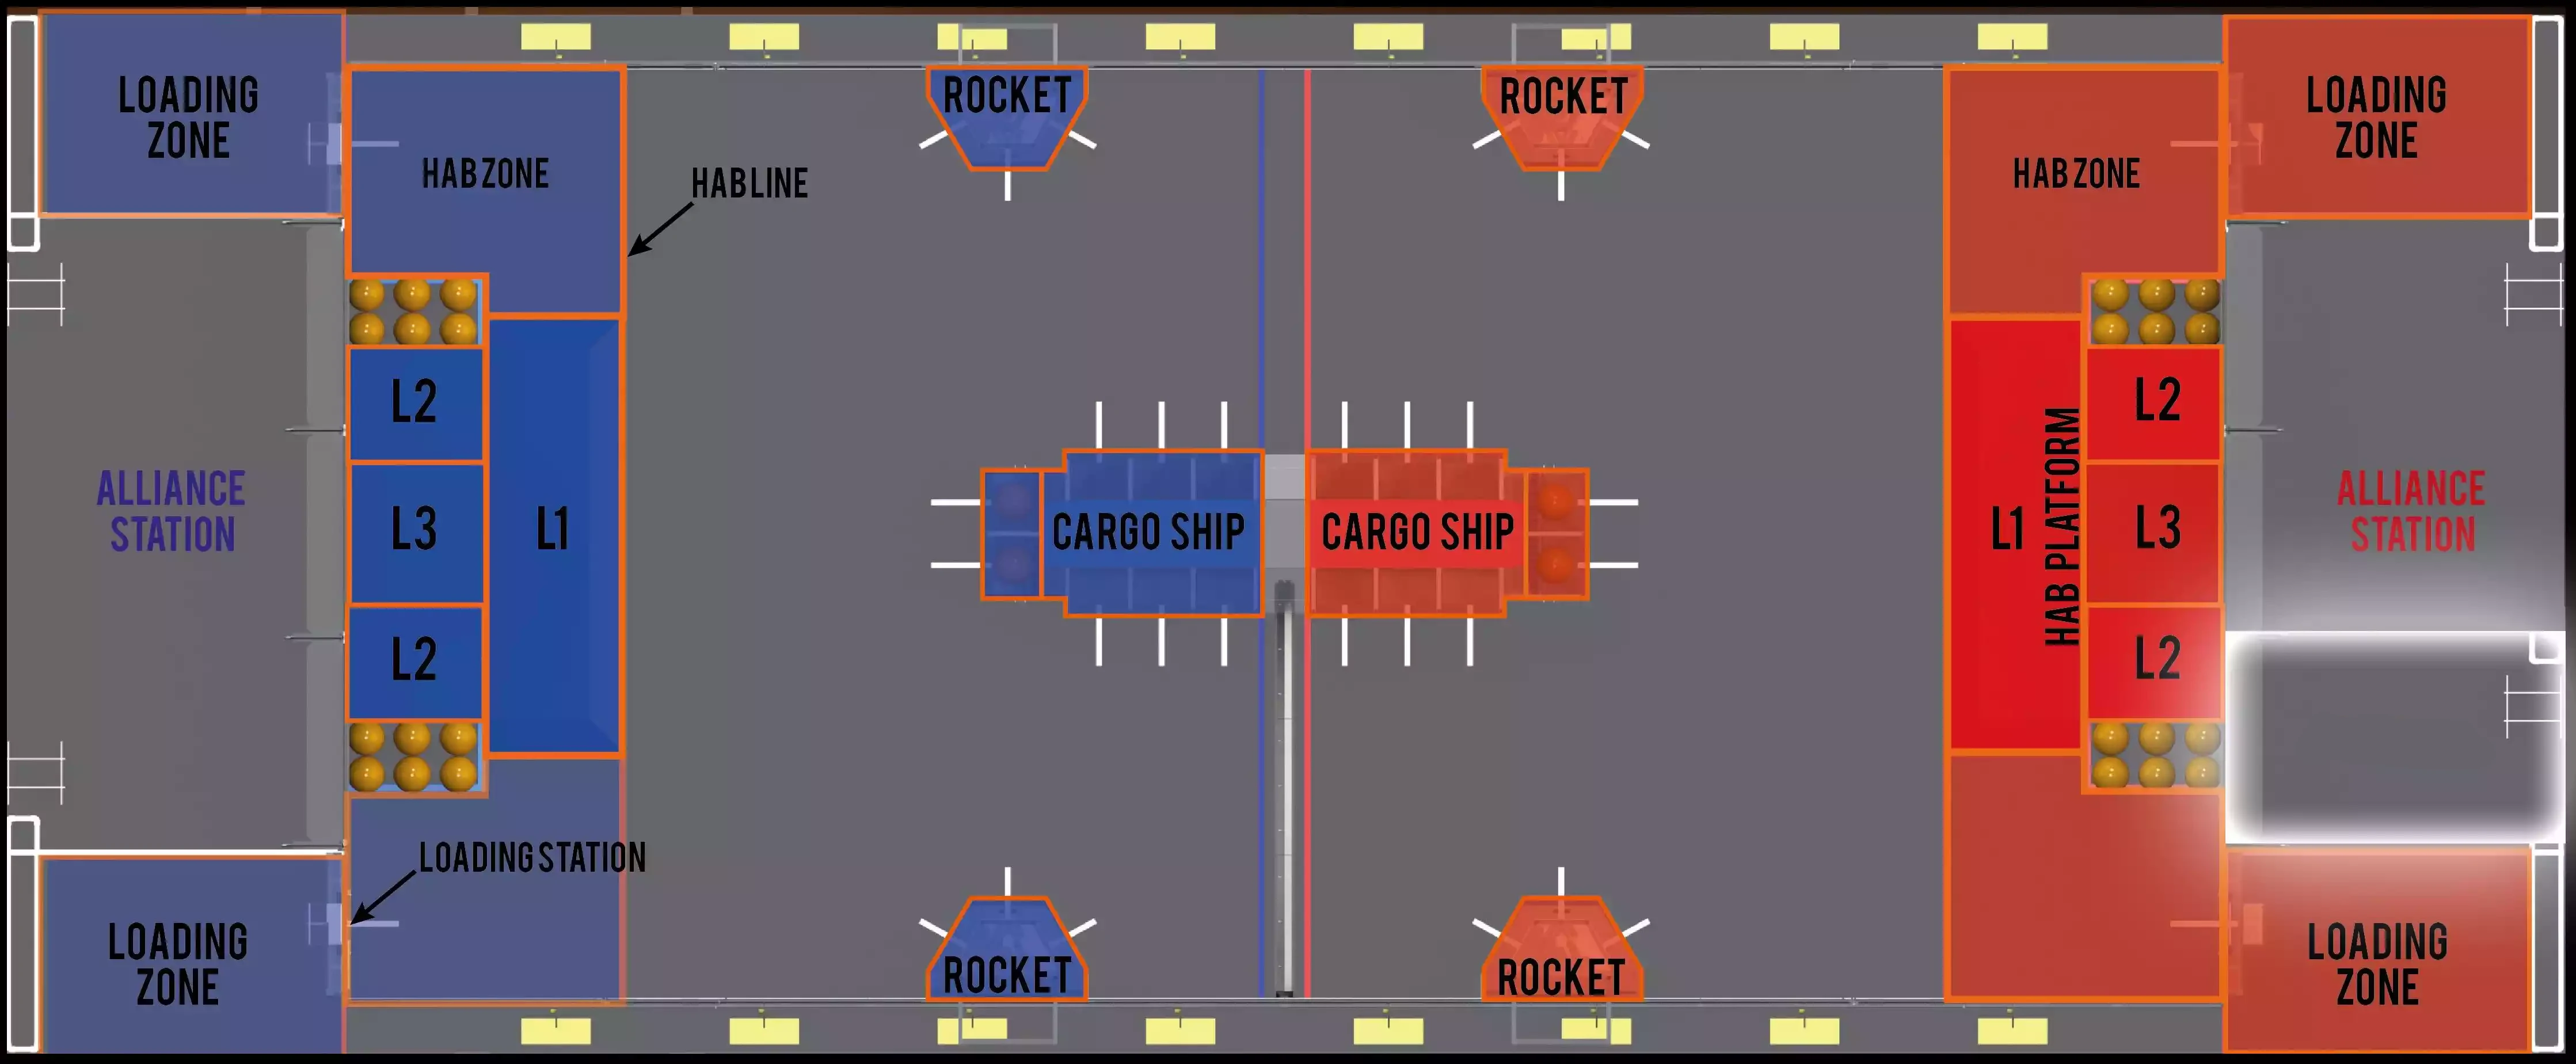 LOADING
ZONE
HAB ZONE
HAB LINE
ROCKET
ROCKET
HAB ZONE
LOADING
ZONE
L2
L2
ALLIANCE
STATION
L3
L1
CARGO SHIP
CARGO SHIP
L1
HAB PLATFORM
L3
ALLIANCE
STATION
L2
L2
LOADING STATION
LOADING
ZONE
ROCKET
ROCKET
LOADING
ZONE